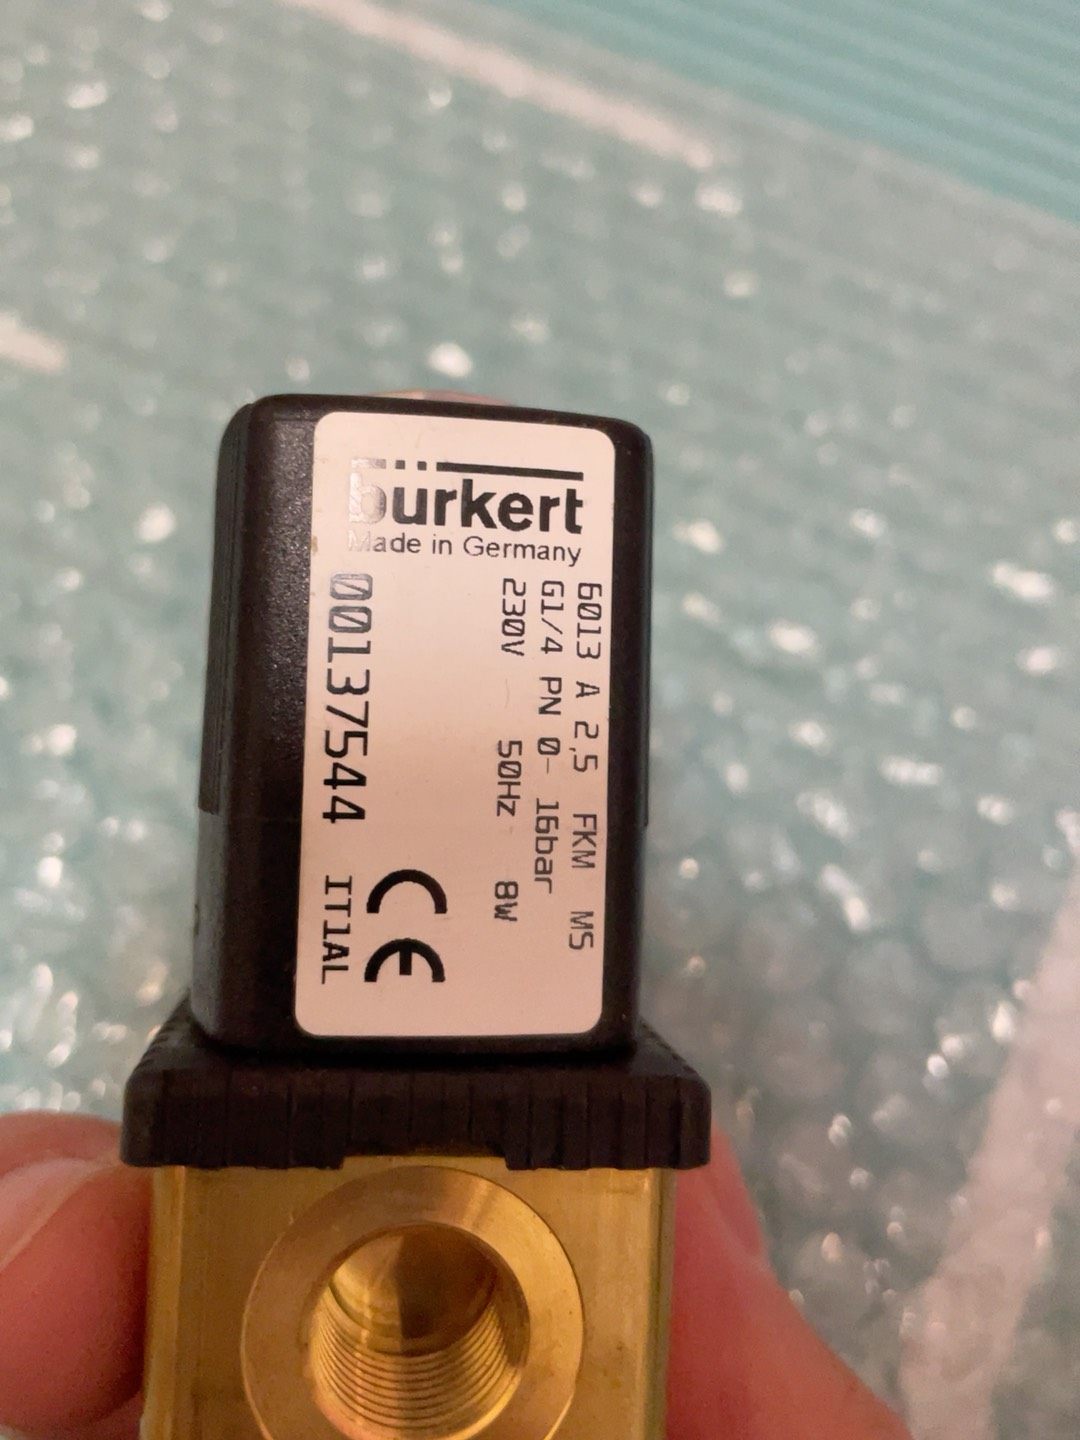 bürkert
Made in Germany
6013 A 2,5 FKM MS
G1/4 PN 0- 16bar
230V 50Hz 8W
00137544 IT1AL
CE